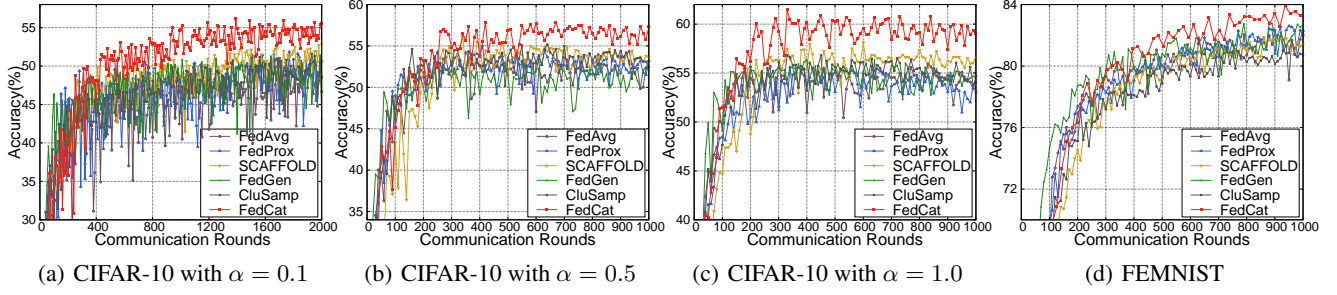 Accuracy(%)
55
50
45
40
35
30
0 400 800 1200 1600 2000
Communication Rounds
FedAvg
FedProx
SCAFFOLD
FedGen
CluSamp
FedCat
(a) CIFAR-10 with α = 0.1
Accuracy(%)
60
55
50
45
40
35
0 100 200 300 400 500 600 700 800 900 1000
Communication Rounds
FedAvg
FedProx
SCAFFOLD
FedGen
CluSamp
FedCat
(b) CIFAR-10 with α = 0.5
Accuracy(%)
60
55
50
45
40
0 100 200 300 400 500 600 700 800 900 1000
Communication Rounds
FedAvg
FedProx
SCAFFOLD
FedGen
CluSamp
FedCat
(c) CIFAR-10 with α = 1.0
Accuracy(%)
84
80
76
72
0 100 200 300 400 500 600 700 800 900 1000
Communication Rounds
FedAvg
FedProx
SCAFFOLD
FedGen
CluSamp
FedCat
(d) FEMNIST